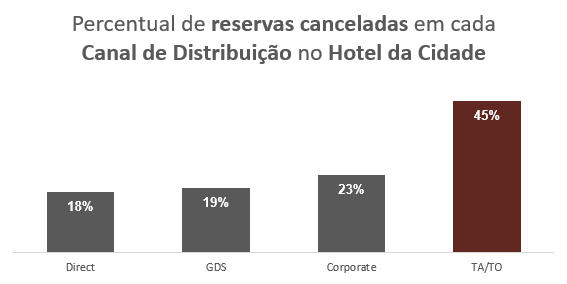 Percentual de reservas canceladas em cada
Canal de Distribuição no Hotel da Cidade
45%
23%
19%
18%
Direct GDS Corporate TA/TO